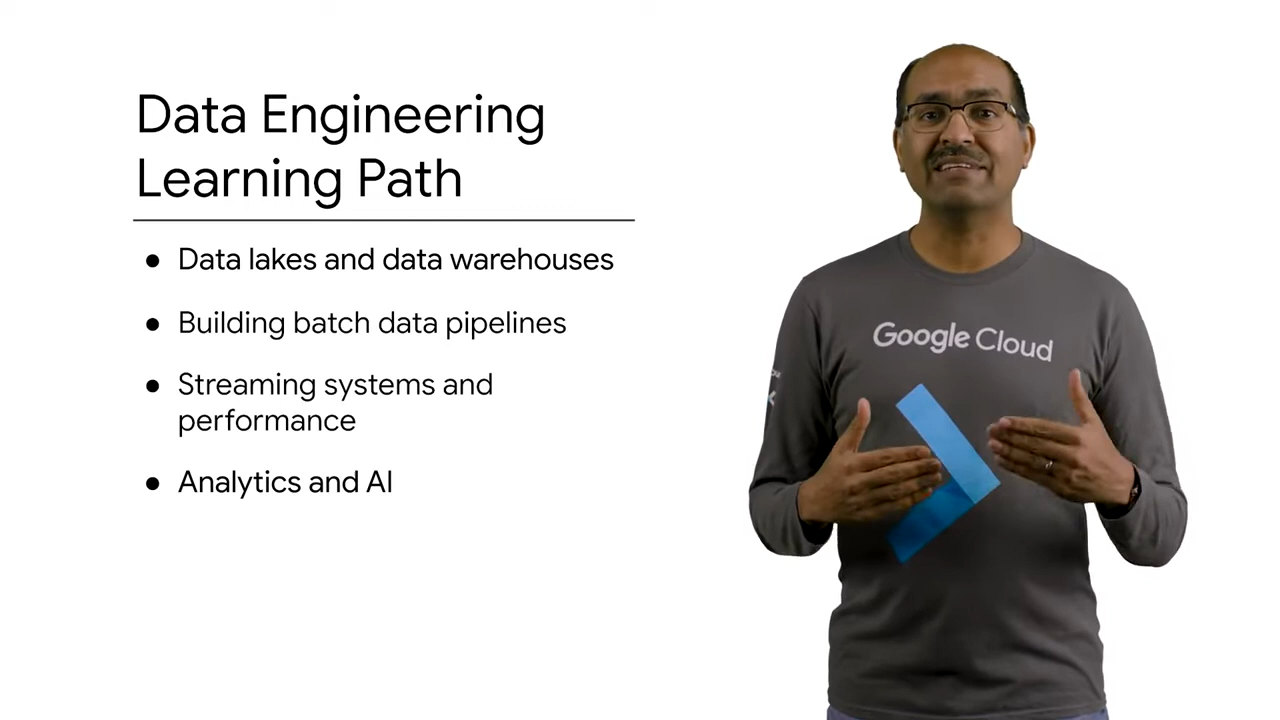 Data Engineering
Learning Path
● Data lakes and data warehouses
● Building batch data pipelines
● Streaming systems and
performance
● Analytics and AI
Google Cloud